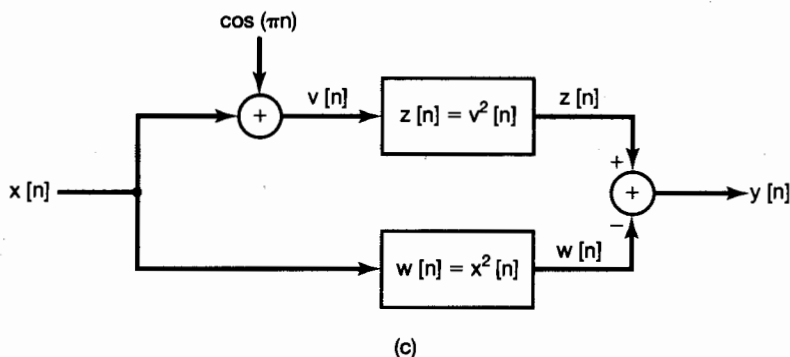 cos (πn)
+
v [n]
z [n] = v² [n]
z [n]
+
x [n]
+
y [n]
−
w [n] = x² [n]
w [n]
(c)